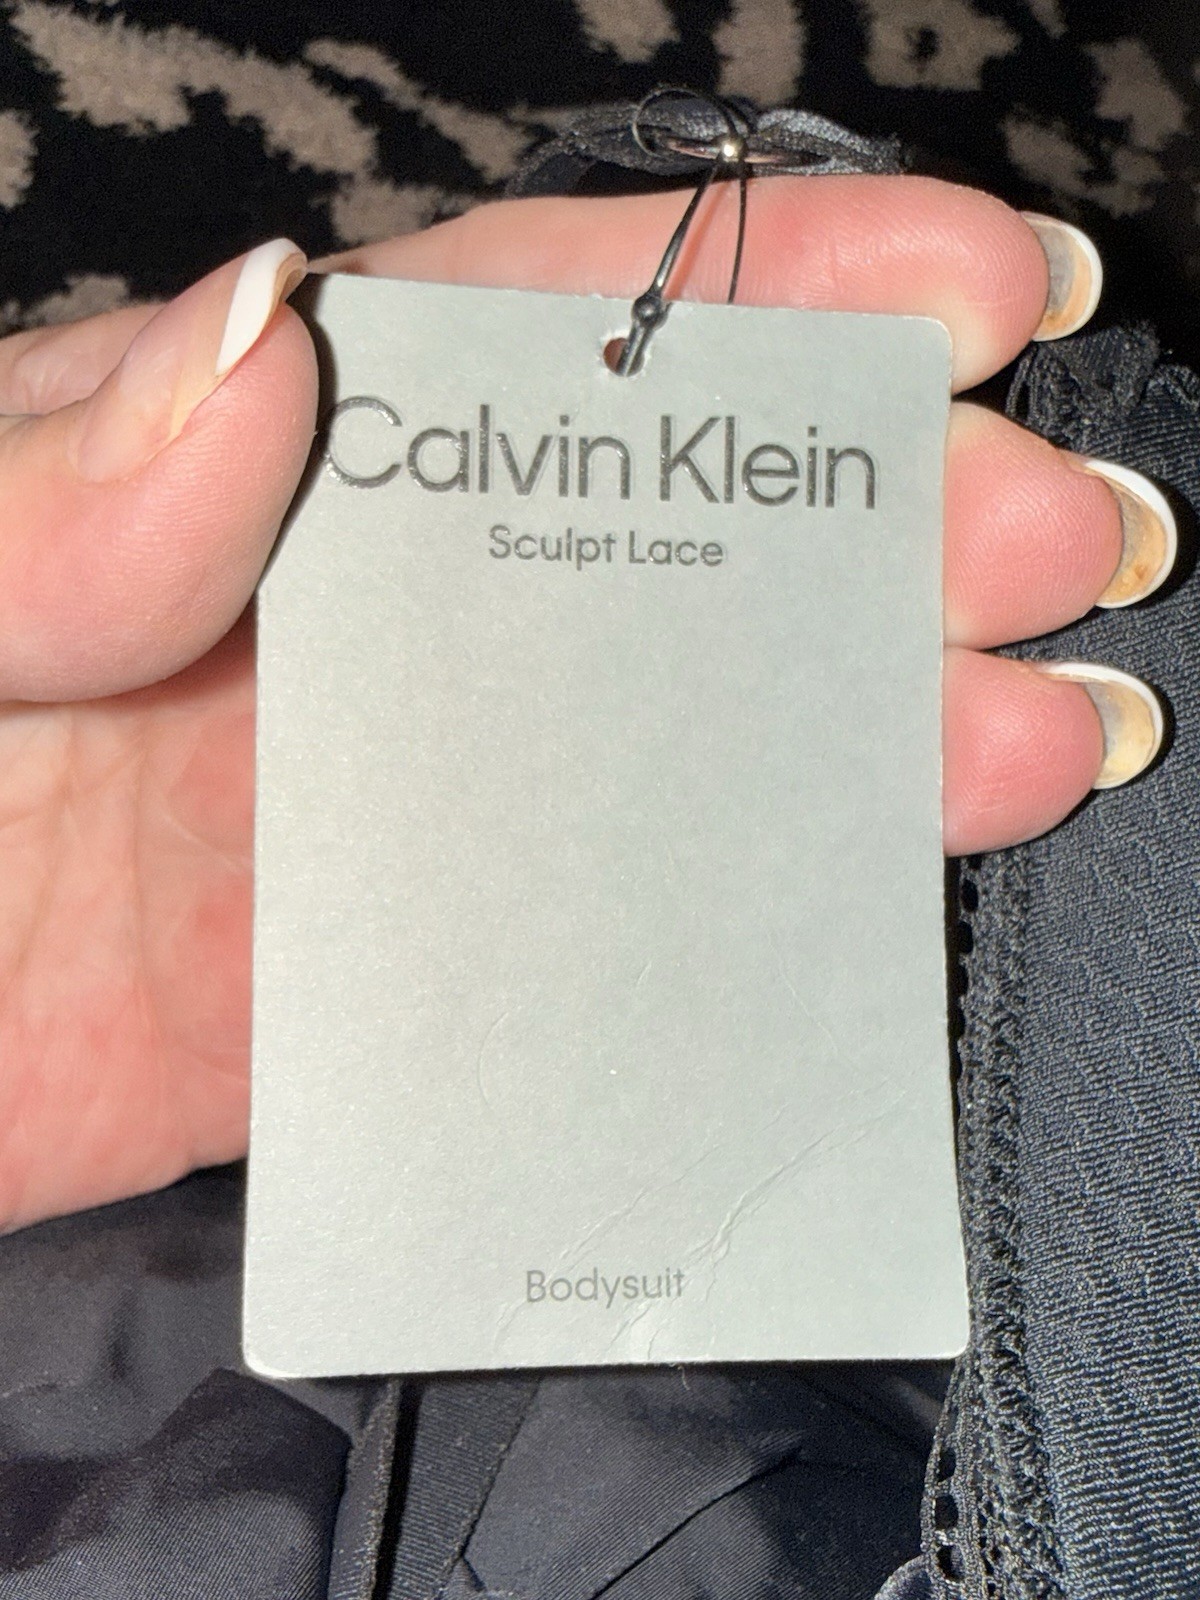 Calvin Klein
Sculpt Lace
Bodysuit